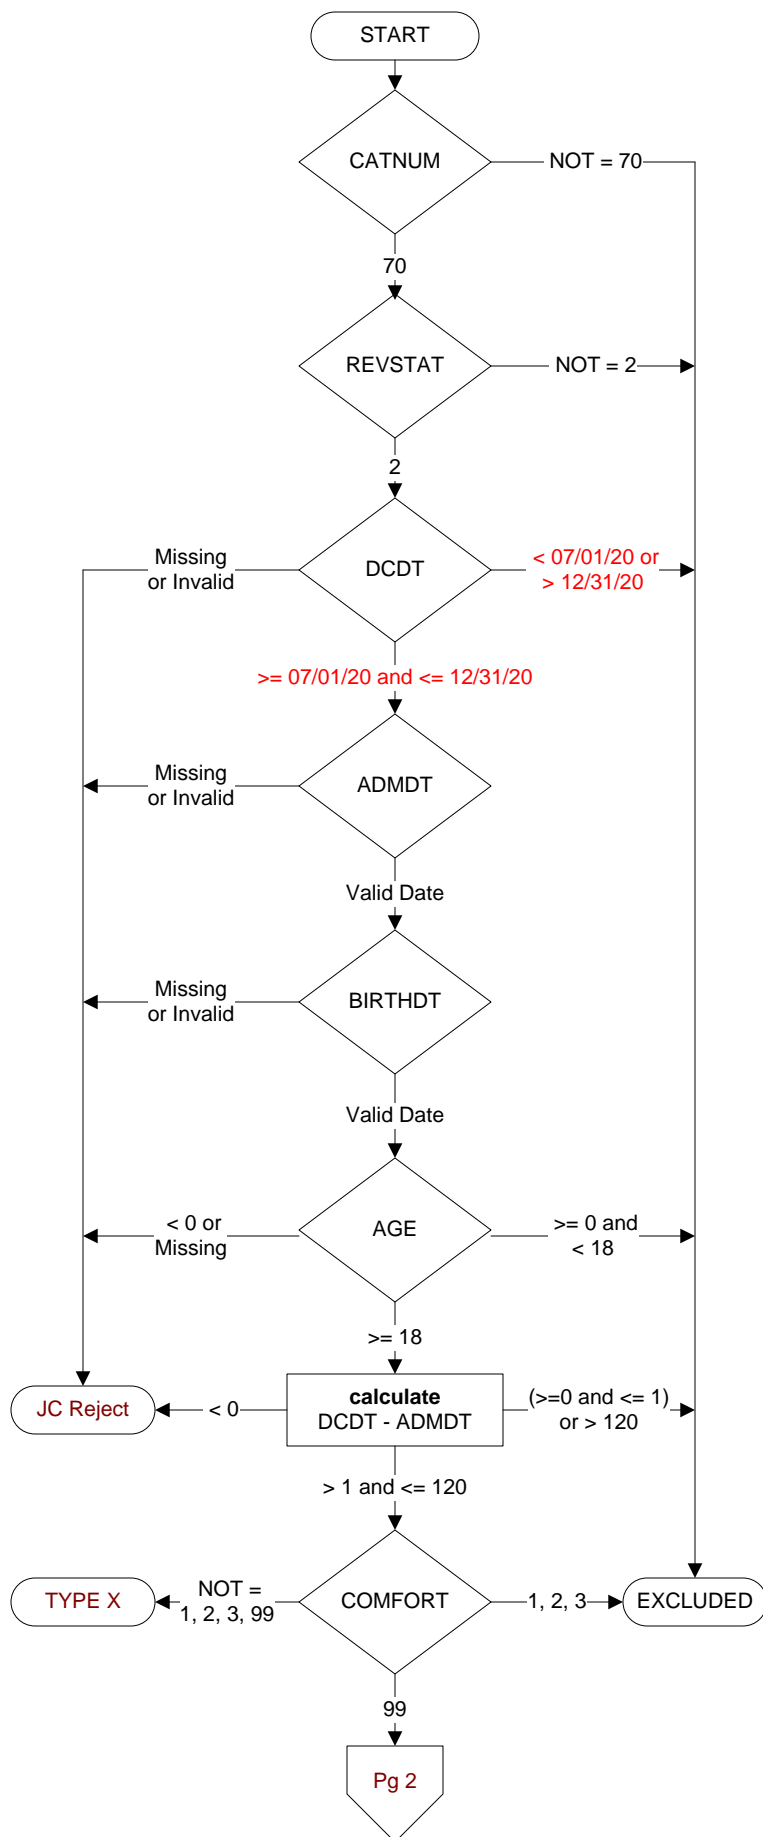 START
CATNUM
NOT = 70
70
REVSTAT
NOT = 2
2
Missing
or Invalid
DCDT
< 07/01/20 or
> 12/31/20
>= 07/01/20 and <= 12/31/20
Missing
or Invalid
ADMDT
Valid Date
Missing
or Invalid
BIRTHDT
Valid Date
< 0 or
Missing
AGE
>= 0 and
< 18
>= 18
JC Reject
< 0
calculate
DCDT - ADMDT
(>=0 and <= 1)
or > 120
> 1 and <= 120
TYPE X
NOT =
1, 2, 3, 99
COMFORT
1, 2, 3
EXCLUDED
99
Pg 2